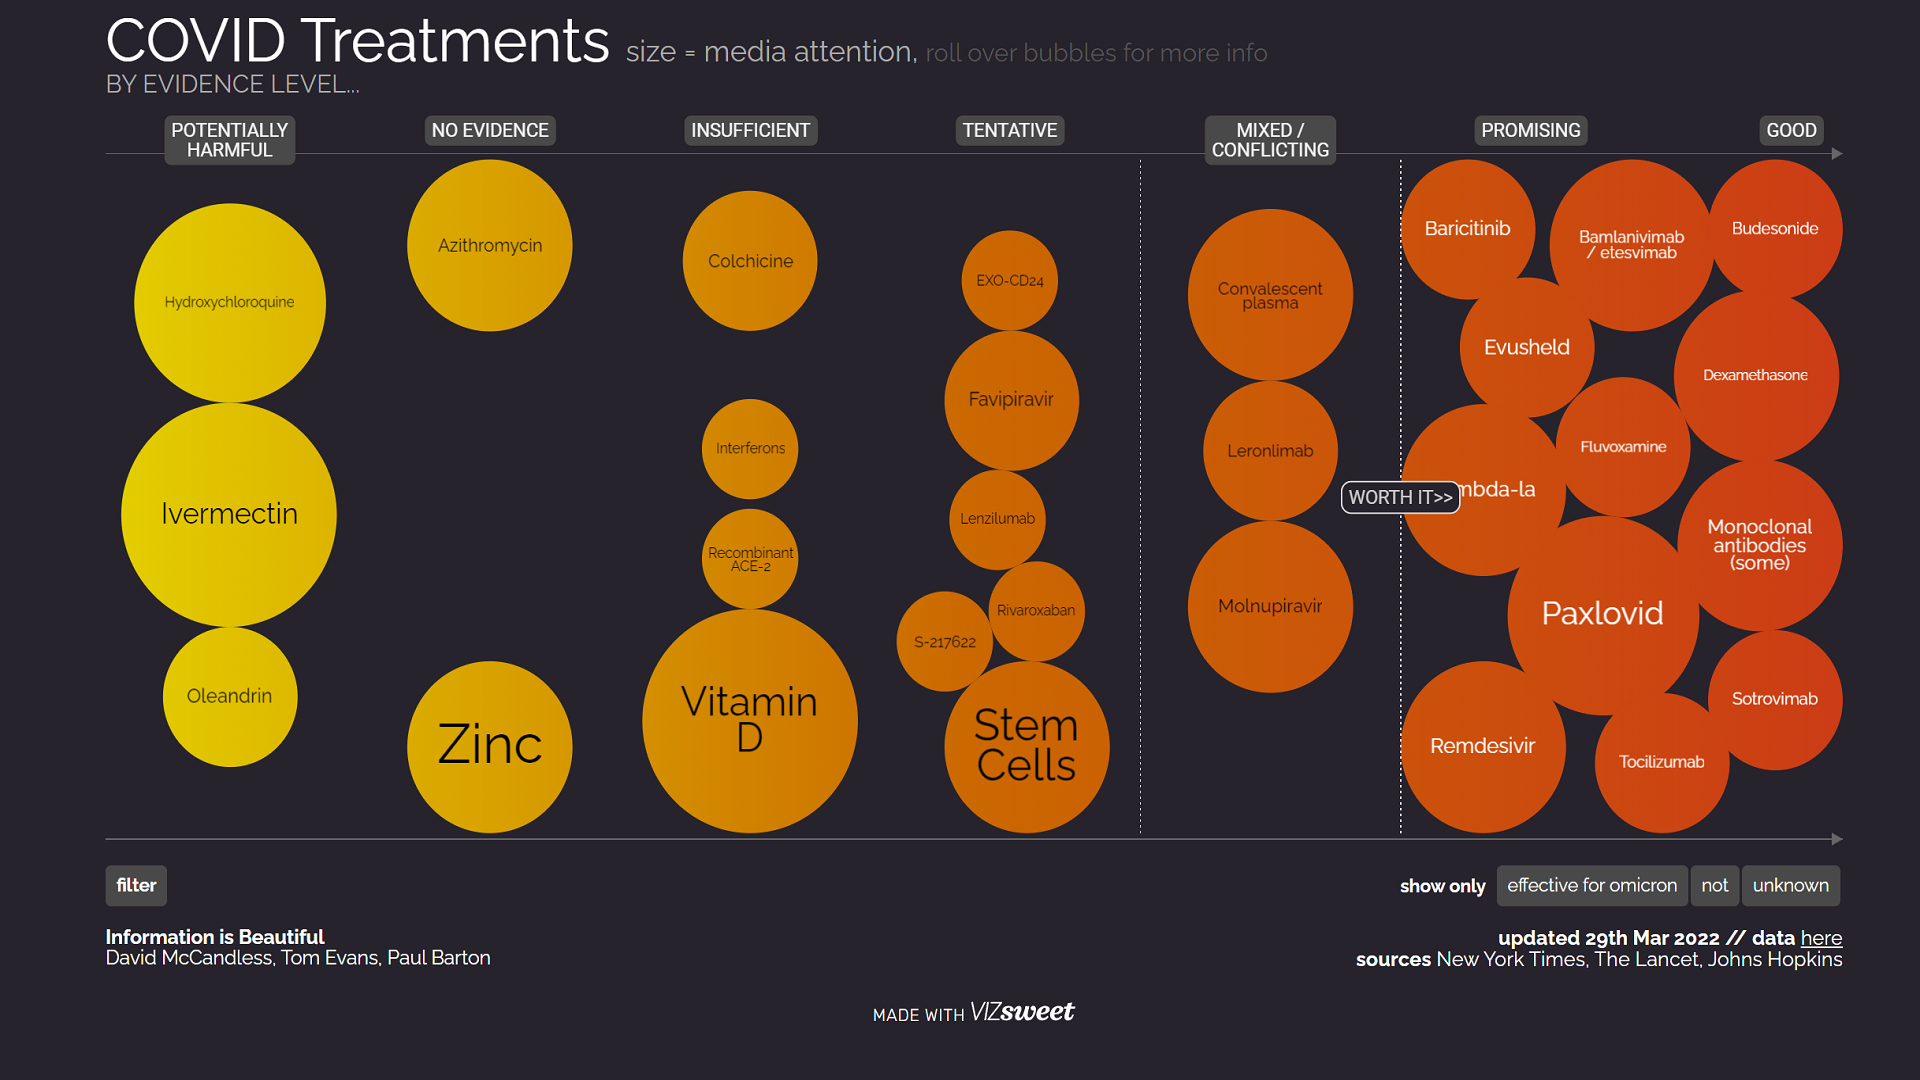 COVID Treatments size = media attention, roll over bubbles for more info
BY EVIDENCE LEVEL...
POTENTIALLY
HARMFUL
NO EVIDENCE
INSUFFICIENT
TENTATIVE
MIXED /
CONFLICTING
PROMISING
GOOD
Hydroxychloroquine
Ivermectin
Oleandrin
Azithromycin
Zinc
Colchicine
Interferons
Recombinant
ACE-2
Vitamin
D
EXO-CD24
Favipiravir
Lenzilumab
Rivaroxaban
S-217622
Stem
Cells
Convalescent
plasma
Leronlimab
Molnupiravir
WORTH IT>>
Baricitinib
Bamlanivimab
/ etesvimab
Budesonide
Evusheld
Dexamethasone
Fluvoxamine
mbda-la
Monoclonal
antibodies
(some)
Paxlovid
Sotrovimab
Remdesivir
Tocilizumab
filter
show only effective for omicron not unknown
Information is Beautiful
David McCandless, Tom Evans, Paul Barton
updated 29th Mar 2022 // data here
sources New York Times, The Lancet, Johns Hopkins
MADE WITH VIZsweet